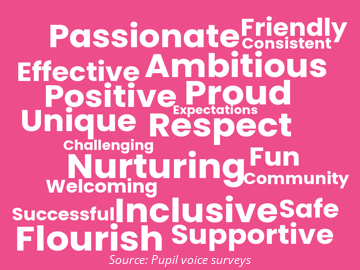 Passionate Friendly
Consistent
Effective Ambitious
Positive Proud
Expectations
Unique Respect
Challenging
Nurturing Fun
Welcoming Community
Successful Inclusive Safe
Flourish Supportive
Source: Pupil voice surveys